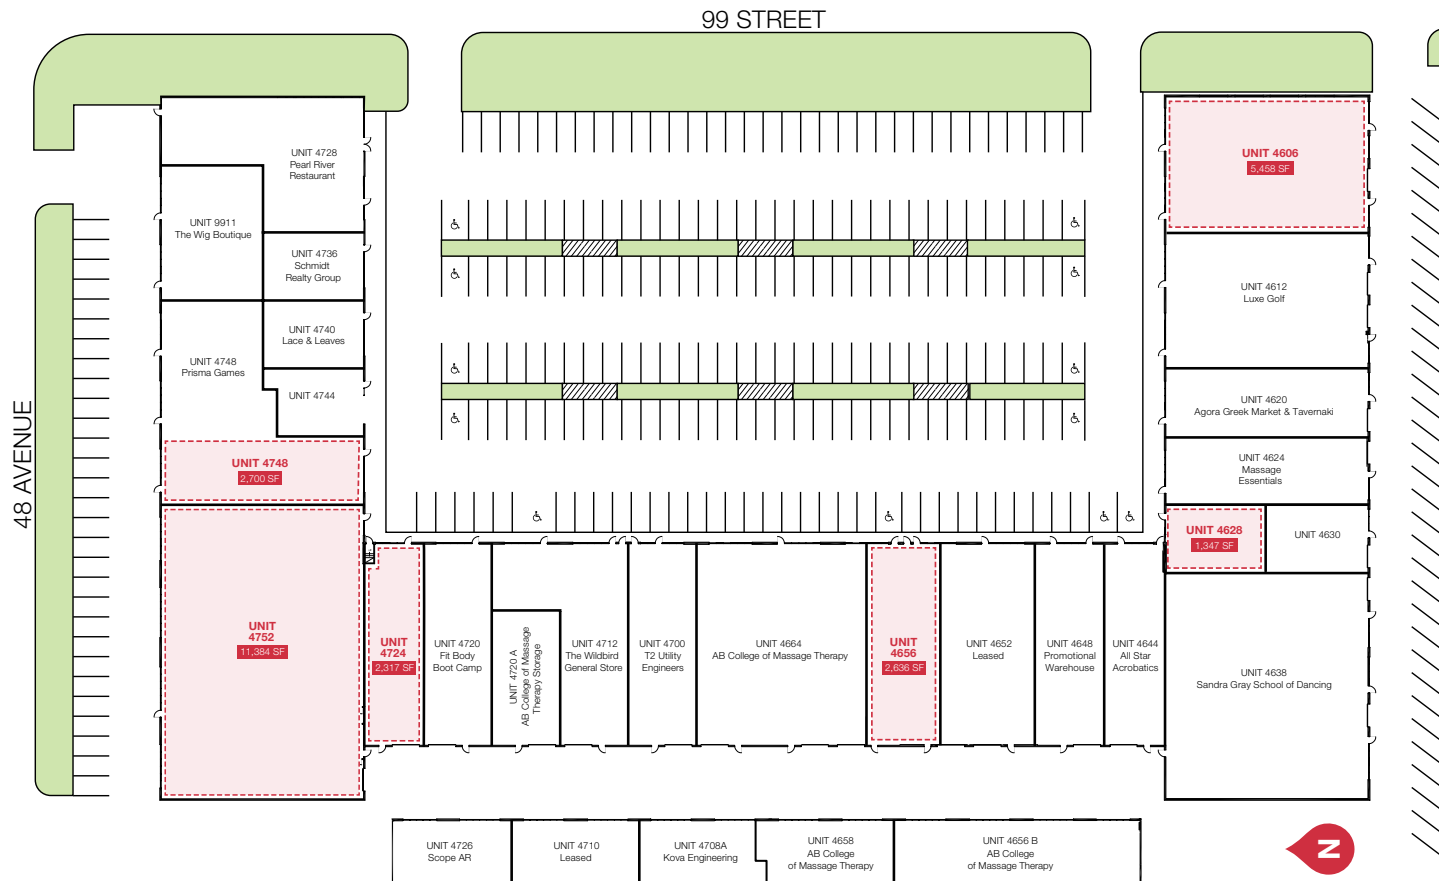 99 STREET
48 AVENUE
UNIT 4728
Pearl River
Restaurant
UNIT 9911
The Wig Boutique
UNIT 4736
Schmidt
Realty Group
UNIT 4740
Lace & Leaves
UNIT 4748
Prisma Games
UNIT 4744
UNIT 4748
2,700 SF
UNIT
4752
11,384 SF
UNIT
4724
2,317 SF
UNIT 4720
Fit Body
Boot Camp
UNIT 4720 A
AB College of Massage
Therapy Storage
UNIT 4712
The Wildbird
General Store
UNIT 4700
T2 Utility
Engineers
UNIT 4664
AB College of Massage Therapy
UNIT
4656
2,636 SF
UNIT 4652
Leased
UNIT 4648
Promotional
Warehouse
UNIT 4644
All Star
Acrobatics
UNIT 4606
5,458 SF
UNIT 4612
Luxe Golf
UNIT 4620
Agora Greek Market & Tavernaki
UNIT 4624
Massage
Essentials
UNIT 4628
1,347 SF
UNIT 4630
UNIT 4638
Sandra Gray School of Dancing
UNIT 4726
Scope AR
UNIT 4710
Leased
UNIT 4708A
Kova Engineering
UNIT 4658
AB College
of Massage Therapy
UNIT 4656 B
AB College
of Massage Therapy
N